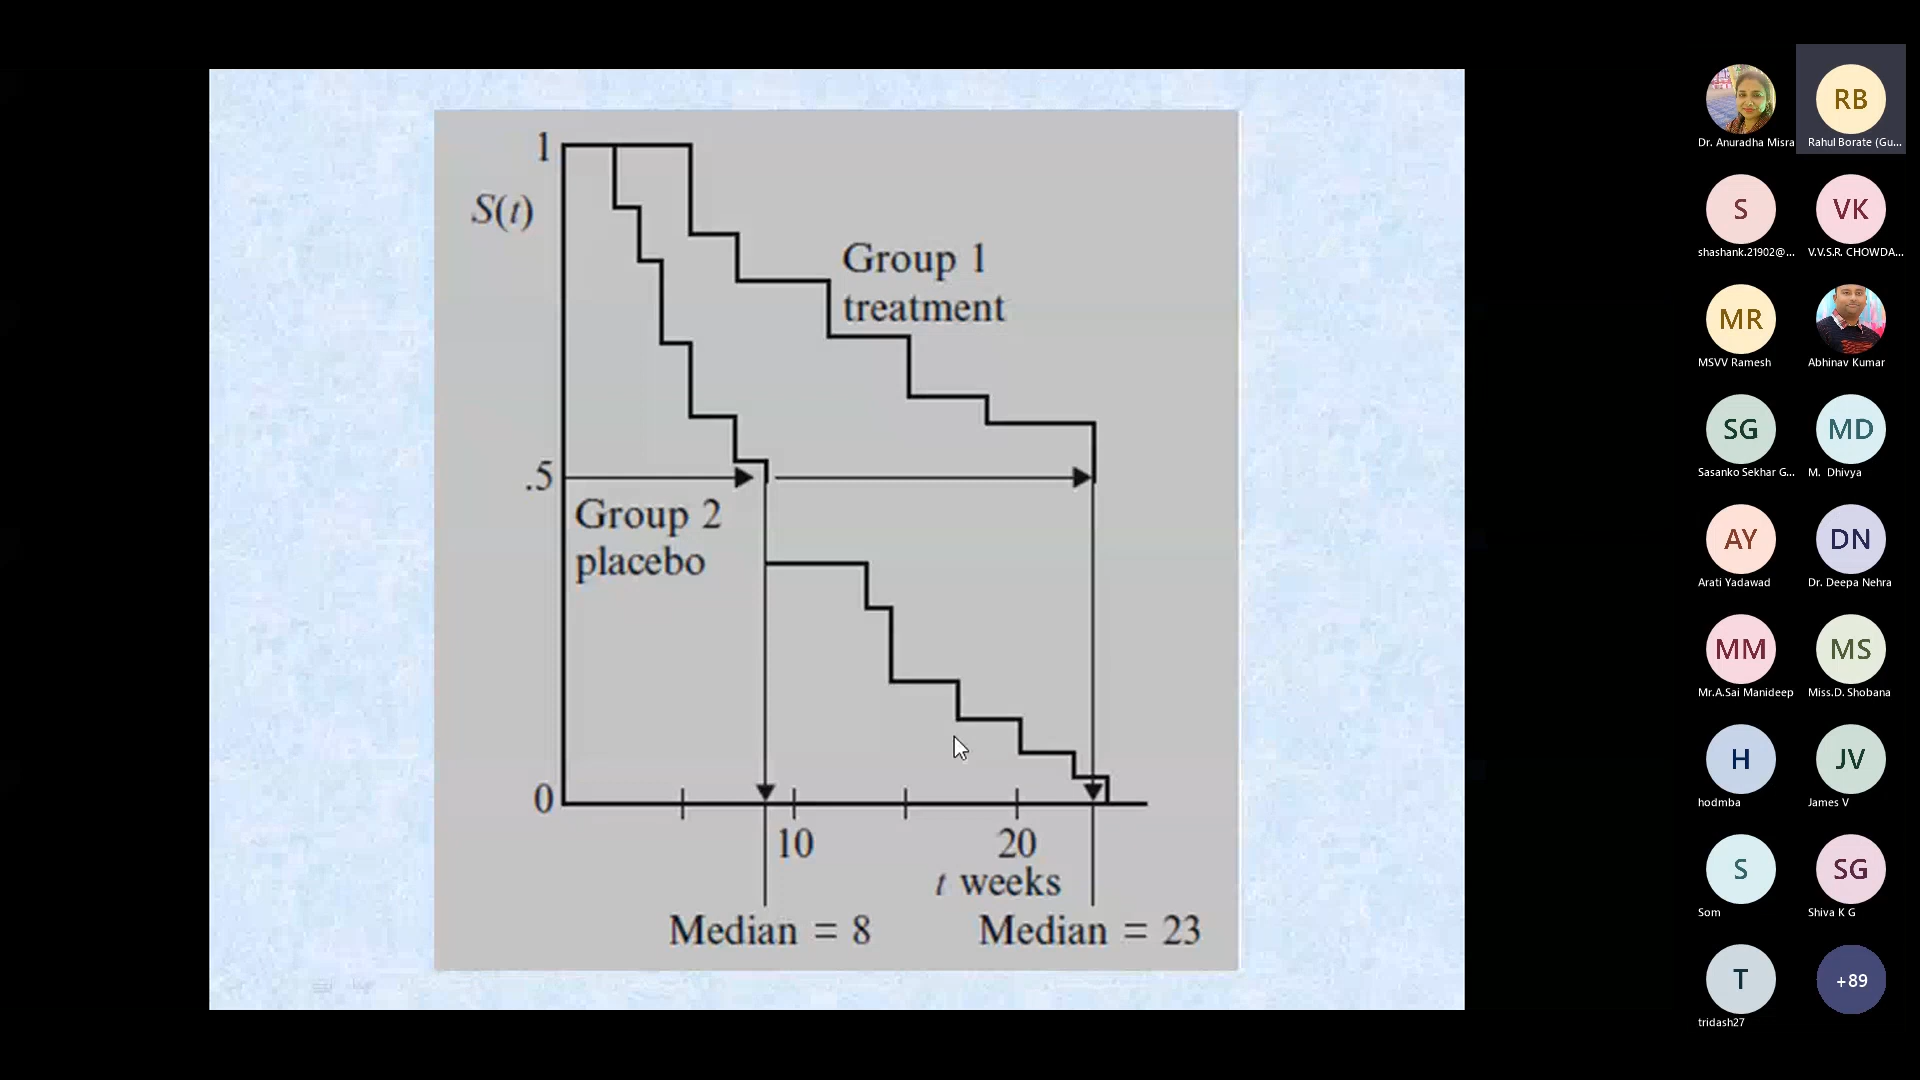 1
S(t)
Group 1
treatment
.5
Group 2
placebo
0
10
20
t weeks
Median = 8
Median = 23
Dr. Anuradha Misra
RB
Rahul Borate (Gu...
S
shashank.21902@...
VK
V.V.S.R. CHOWDA...
MR
MSVV Ramesh
Abhinav Kumar
SG
Sasanko Sekhar G...
MD
M. Dhivya
AY
Arati Yadawad
DN
Dr. Deepa Nehra
MM
Mr.A.Sai Manideep
MS
Miss.D. Shobana
H
hodmba
JV
James V
S
Som
SG
Shiva K G
T
tridash27
+89